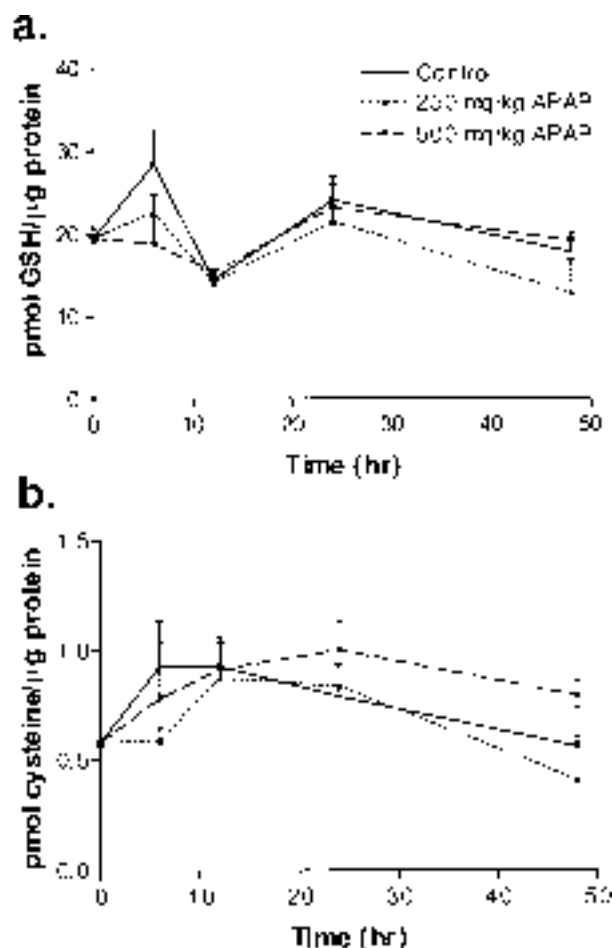 a.
40
Control
250 mg/kg APAP
500 mg/kg APAP
30
20
10
0
pmol GSH/µg protein
0 10 20 30 40 50
Time (hr)
b.
1.5
1.0
0.5
0.0
pmol cysteine/µg protein
0 10 20 30 40 50
Time (hr)